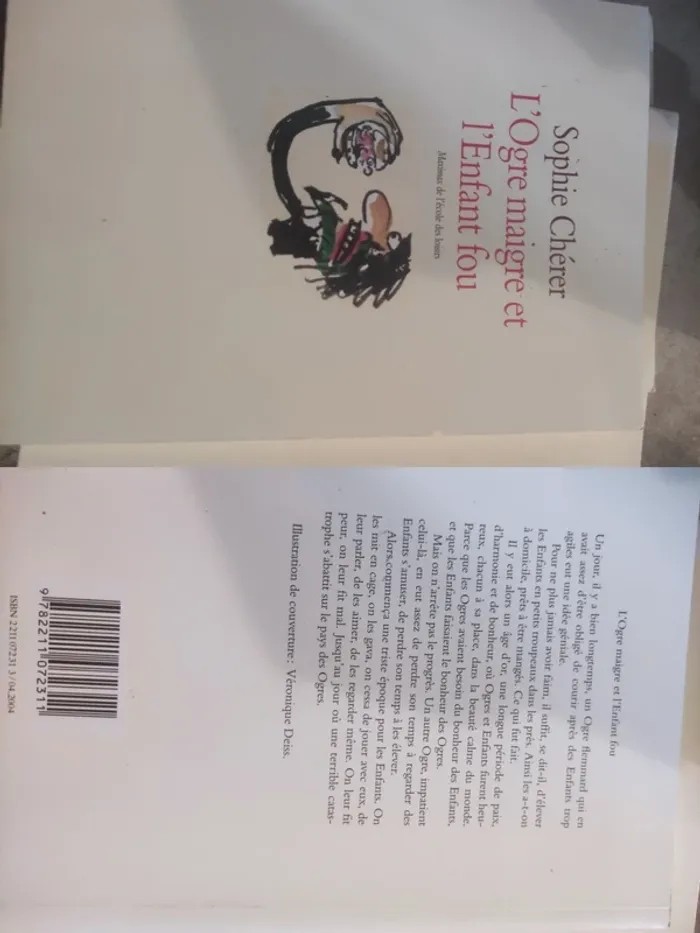 Sophie Chérer
L'Ogre maigre et
l'Enfant fou
Maximax de l'école des loisirs
L'Ogre maigre et l'Enfant fou
Un jour, il y a bien longtemps, un Ogre flemmard qui en
avait assez d'être obligé de courir après des Enfants trop
agiles eut une idée géniale.
Pour ne plus jamais avoir faim, il suffit, se dit-il, d'élever
les Enfants en petits troupeaux dans les prés. Ainsi les a-t-on
à domicile, prêts à être mangés. Ce qui fut fait.
Il y eut alors un âge d'or, une longue période de paix,
d'harmonie et de bonheur, où Ogres et Enfants furent heu-
reux, chacun à sa place, dans la beauté calme du monde.
Parce que les Ogres avaient besoin du bonheur des Enfants,
et que les Enfants faisaient le bonheur des Ogres.
Mais on n'arrête pas le progrès. Un autre Ogre, impatient
celui-là, en eut assez de perdre son temps à regarder des
Enfants s'amuser, de perdre son temps à les élever.
Alors commença une triste époque pour les Enfants. On
les mit en cage, on les gava, on cessa de jouer avec eux, de
leur parler, de les aimer, de les regarder même. On leur fit
peur, on leur fit mal. Jusqu'au jour où une terrible catas-
trophe s'abattit sur le pays des Ogres.
Illustration de couverture : Véronique Deiss.
9 782211 072311
ISBN 2 211 07231 3 / 04.2004